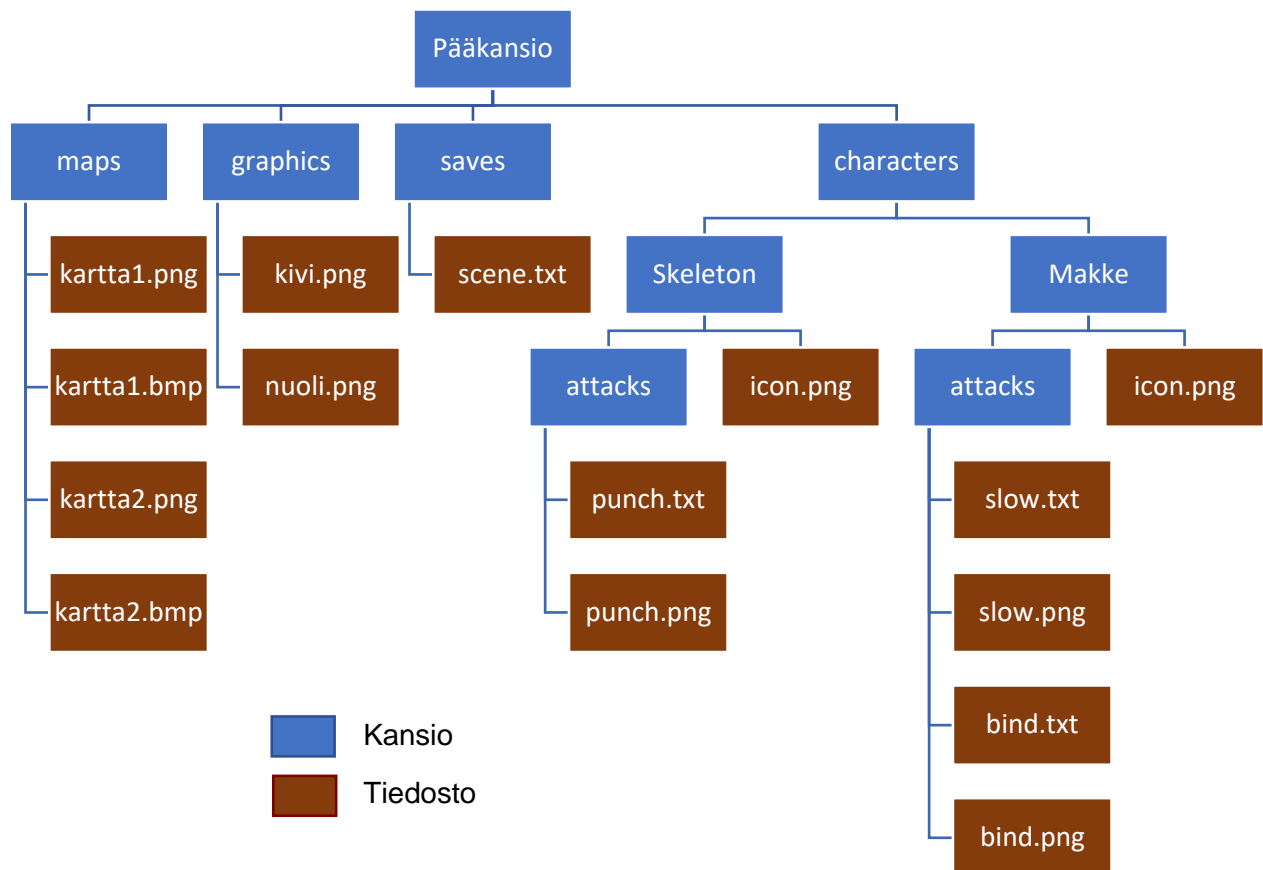 Pääkansio
maps
graphics
saves
characters
kartta1.png
kivi.png
scene.txt
Skeleton
Makke
kartta1.bmp
nuoli.png
attacks
icon.png
attacks
icon.png
kartta2.png
punch.txt
slow.txt
kartta2.bmp
punch.png
slow.png
bind.txt
bind.png
Kansio
Tiedosto